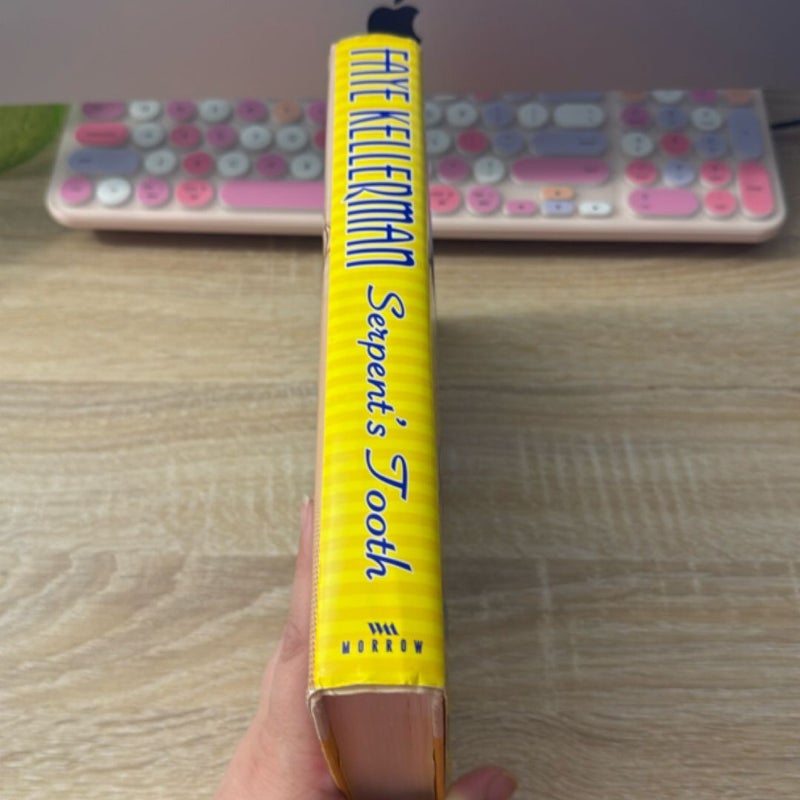 FAYE KELLERMAN
Serpent's Tooth
MORROW